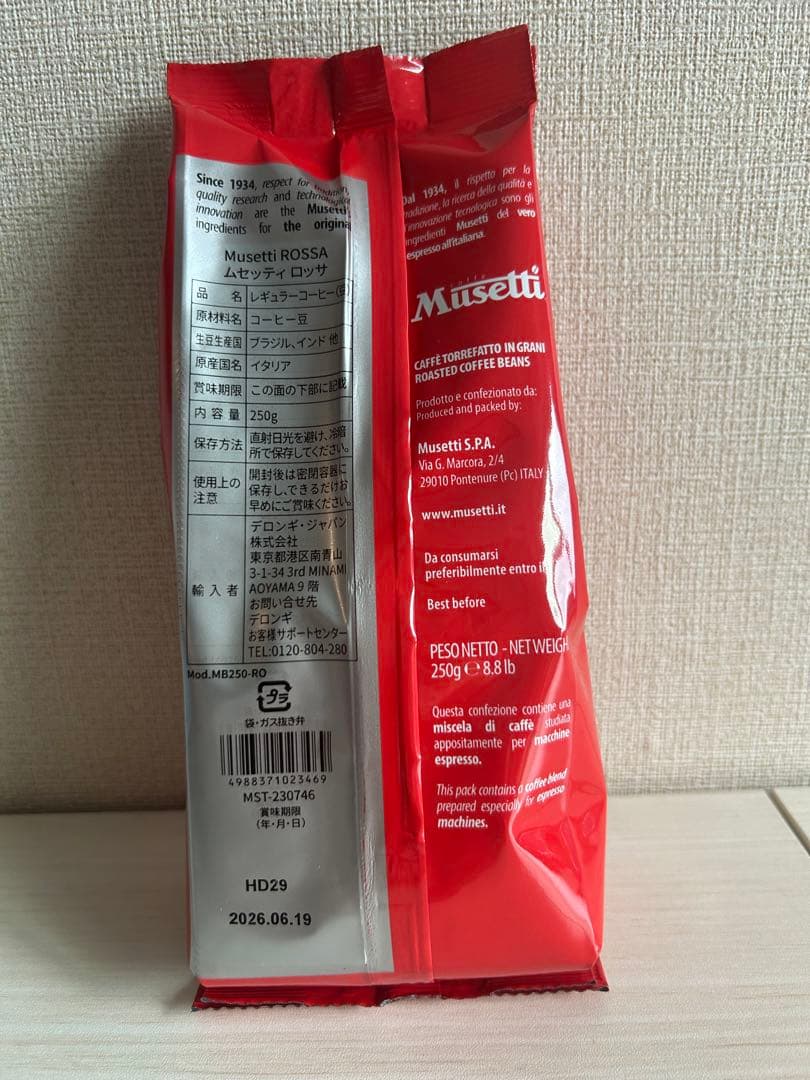 Since 1934, respect for tradition,
quality research and technological
innovation are the Musetti's
ingredients for the original
Musetti ROSSA
ムセッティ ロッサ
品 名 レギュラーコーヒー(豆)
原材料名 コーヒー豆
生豆生産国 ブラジル、インド 他
原産国名 イタリア
賞味期限 この面の下部に記載
内容量 250g
保存方法 直射日光を避け、冷暗
所で保存してください。
使用上の
注意
開封後は密閉容器に
保存し、できるだけお
早めにご賞味ください。
輸入者
デロンギ・ジャパン
株式会社
東京都港区南青山
3-1-34 3rd MINAMI
AOYAMA 9 階
お問い合せ先
デロンギ
お客様サポートセンター
TEL:0120-804-280
Mod.MB250-RO
プラ
袋・ガス抜き弁
4988371023469
MST-230746
賞味期限
(年・月・日)
HD29
2026.06.19
Dal 1934, il rispetto per la
tradizione, la ricerca della qualità e
l'innovazione tecnologica sono gli
ingredienti Musetti del vero
espresso all'italiana.
caffè
Musetti
CAFFÈ TORREFATTO IN GRANI
ROASTED COFFEE BEANS
Prodotto e confezionato da:
Produced and packed by:
Musetti S.P.A.
Via G. Marcora, 2/4
29010 Pontenure (Pc) ITALY
www.musetti.it
Da consumarsi
preferibilmente entro il
Best before
PESO NETTO - NET WEIGH
250g ℮ 8.8 lb
Questa confezione contiene una
miscela di caffè studiata
appositamente per macchine
espresso.
This pack contains a coffee blend
prepared especially for espresso
machines.